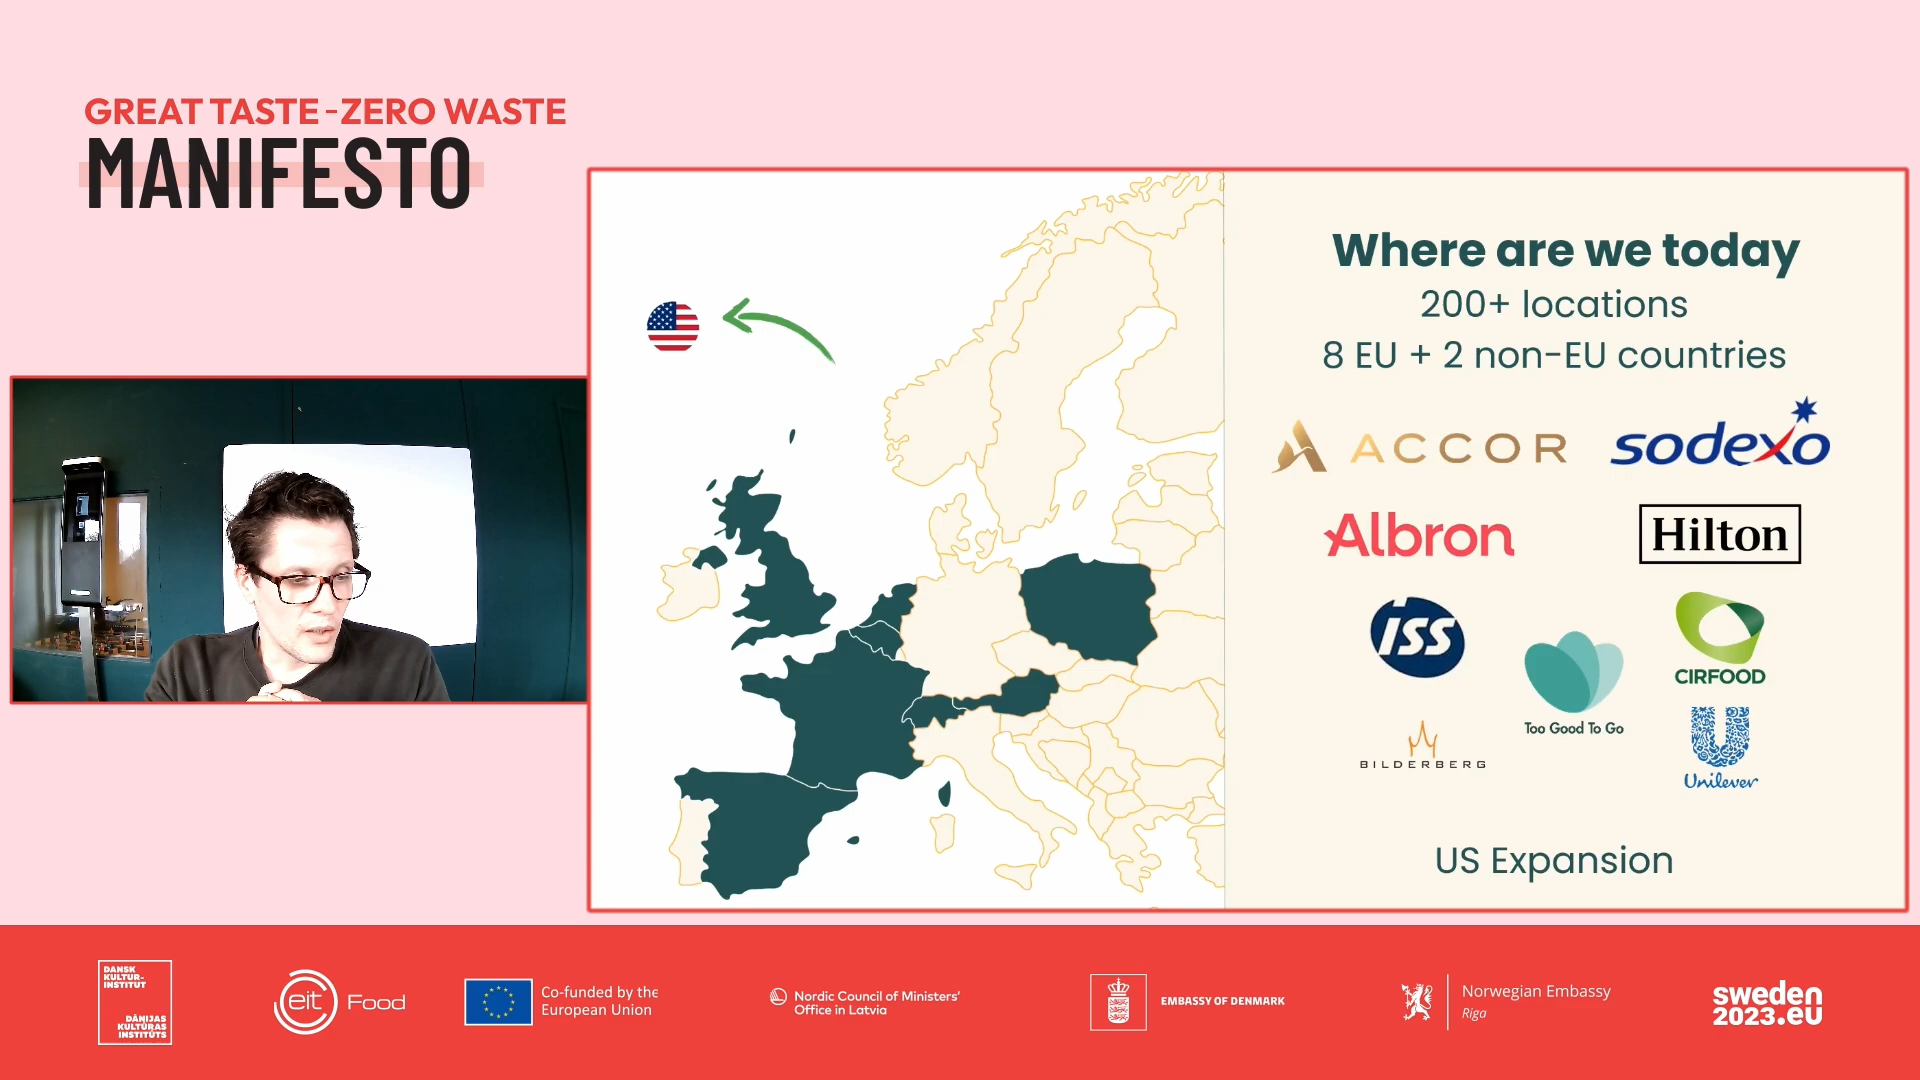 GREAT TASTE - ZERO WASTE
MANIFESTO
Where are we today
200+ locations
8 EU + 2 non-EU countries
ACCOR
sodexo
Albron
Hilton
ISS
CIRFOOD
Too Good To Go
BILDERBERG
Unilever
US Expansion
DANSK
KULTUR-
INSTITUT
DĀNIJAS
KULTŪRAS
INSTITŪTS
eit Food
Co-funded by the
European Union
Nordic Council of Ministers'
Office in Latvia
EMBASSY OF DENMARK
Norwegian Embassy
Riga
sweden
2023.eu